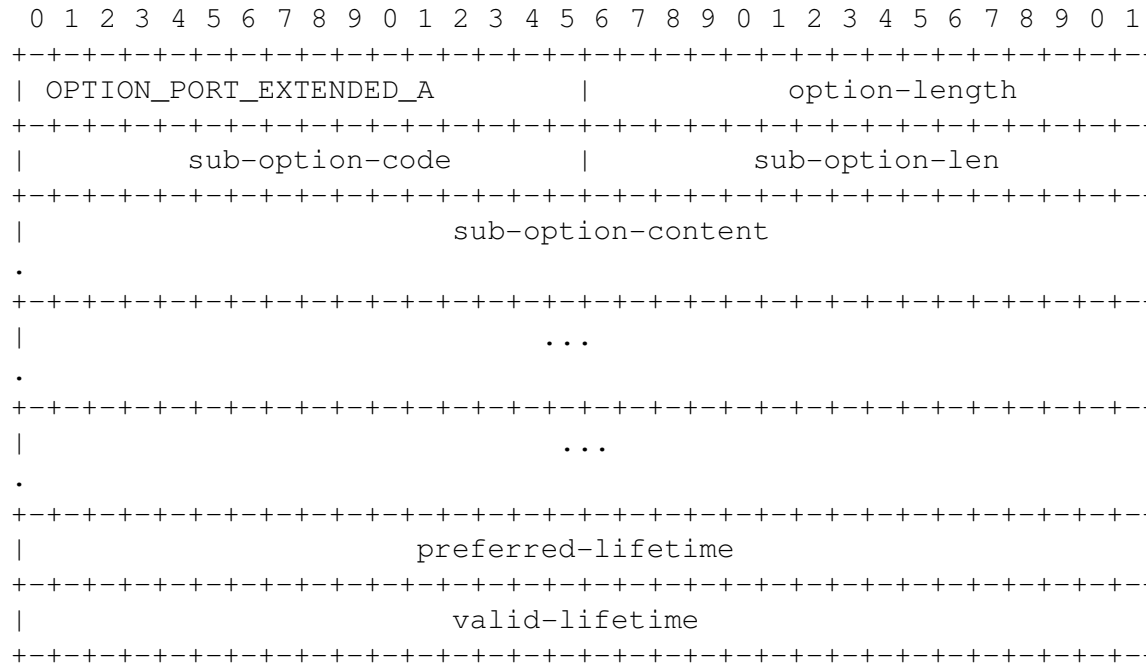 0 1 2 3 4 5 6 7 8 9 0 1 2 3 4 5 6 7 8 9 0 1 2 3 4 5 6 7 8 9 0 1
+-+-+-+-+-+-+-+-+-+-+-+-+-+-+-+-+-+-+-+-+-+-+-+-+-+-+-+-+-+-+-+-
| OPTION_PORT_EXTENDED_A | option-length
+-+-+-+-+-+-+-+-+-+-+-+-+-+-+-+-+-+-+-+-+-+-+-+-+-+-+-+-+-+-+-+-
| sub-option-code | sub-option-len
+-+-+-+-+-+-+-+-+-+-+-+-+-+-+-+-+-+-+-+-+-+-+-+-+-+-+-+-+-+-+-+-
| sub-option-content
.
+-+-+-+-+-+-+-+-+-+-+-+-+-+-+-+-+-+-+-+-+-+-+-+-+-+-+-+-+-+-+-+-
| ...
.
+-+-+-+-+-+-+-+-+-+-+-+-+-+-+-+-+-+-+-+-+-+-+-+-+-+-+-+-+-+-+-+-
| ...
.
+-+-+-+-+-+-+-+-+-+-+-+-+-+-+-+-+-+-+-+-+-+-+-+-+-+-+-+-+-+-+-+-
| preferred-lifetime
+-+-+-+-+-+-+-+-+-+-+-+-+-+-+-+-+-+-+-+-+-+-+-+-+-+-+-+-+-+-+-+-
| valid-lifetime
+-+-+-+-+-+-+-+-+-+-+-+-+-+-+-+-+-+-+-+-+-+-+-+-+-+-+-+-+-+-+-+-